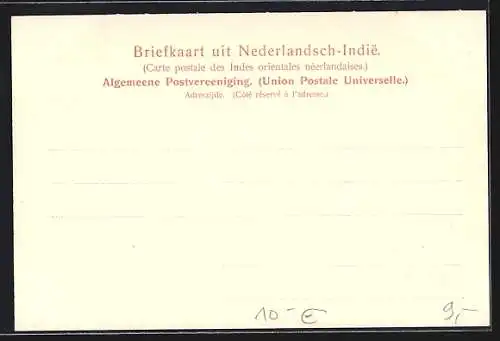 Briefkaart uit Nederlandsch-Indië.
(Carte postale des Indes orientales néerlandaises.)
Algemeene Postvereeniging. (Union Postale Universelle.)
Adreszijde. (Côté réservé à l'adresse.)
10-€ 9,-